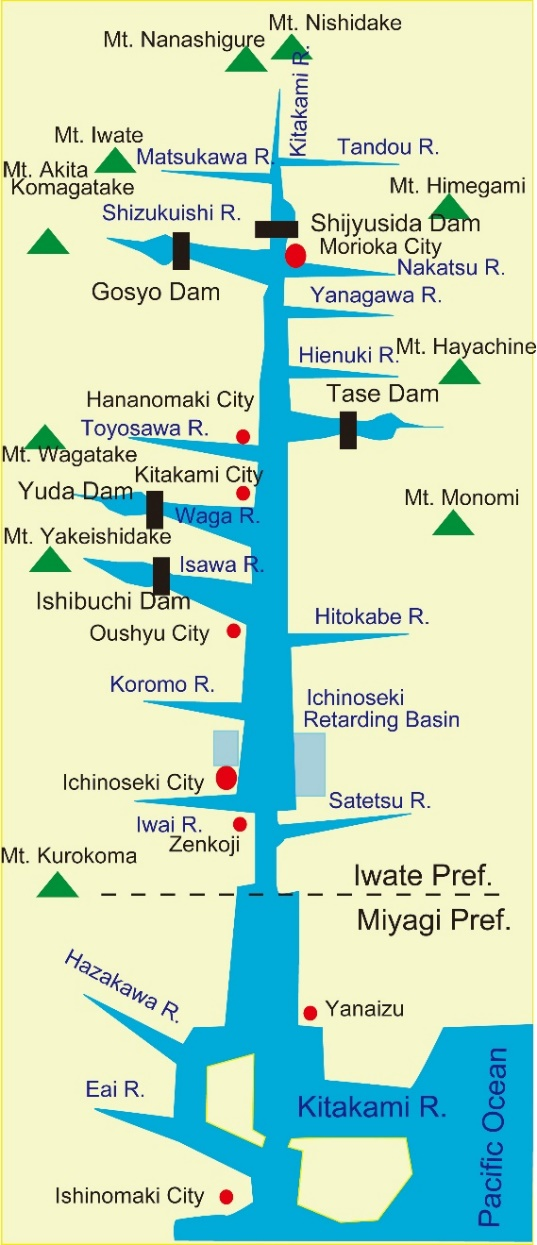 Mt. Nishidake
Mt. Nanashigure
Kitakami R.
Mt. Iwate
Tandou R.
Matsukawa R.
Mt. Akita
Komagatake
Mt. Himegami
Shizukuishi R.
Shijyusida Dam
Morioka City
Nakatsu R.
Gosyo Dam
Yanagawa R.
Hienuki R.
Mt. Hayachine
Tase Dam
Hananomaki City
Toyosawa R.
Mt. Wagatake
Kitakami City
Yuda Dam
Mt. Monomi
Waga R.
Mt. Yakeishidake
Isawa R.
Ishibuchi Dam
Hitokabe R.
Oushyu City
Koromo R.
Ichinoseki
Retarding Basin
Ichinoseki City
Satetsu R.
Iwai R.
Zenkoji
Mt. Kurokoma
Iwate Pref.
Miyagi Pref.
Hazakawa R.
Yanaizu
Eai R.
Kitakami R.
Pacific Ocean
Ishinomaki City